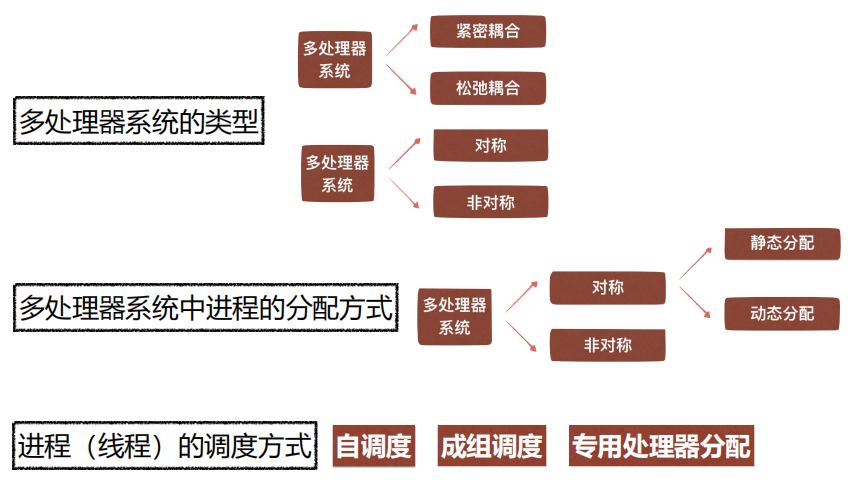 多处理器系统的类型
多处理器
系统
紧密耦合
松弛耦合
多处理器
系统
对称
非对称
多处理器系统中进程的分配方式
多处理器
系统
对称
非对称
静态分配
动态分配
进程（线程）的调度方式
自调度
成组调度
专用处理器分配